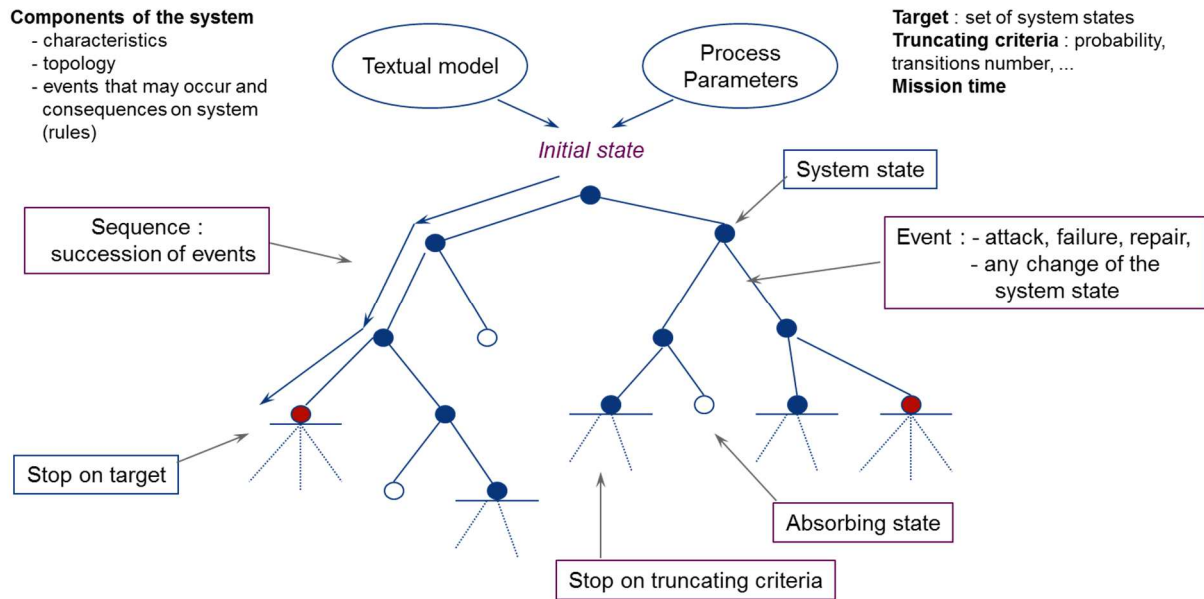 Components of the system
- characteristics
- topology
- events that may occur and
consequences on system
(rules)
Textual model
Process
Parameters
Target : set of system states
Truncating criteria : probability,
transitions number, ...
Mission time
Initial state
System state
Sequence :
succession of events
Event : - attack, failure, repair,
- any change of the
system state
Stop on target
Absorbing state
Stop on truncating criteria